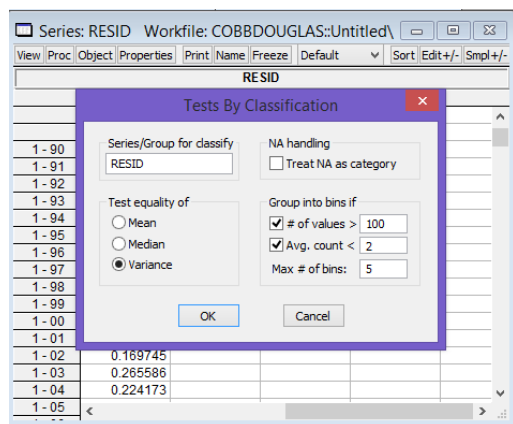 Series: RESID Workfile: COBBDOUGLAS::Untitled\
View Proc Object Properties Print Name Freeze Default Sort Edit+/- Smpl+/-
RESID
Tests By Classification
Series/Group for classify
RESID
NA handling
Treat NA as category
Test equality of
Mean
Median
Variance
Group into bins if
# of values > 100
Avg. count < 2
Max # of bins: 5
OK Cancel
1 - 90
1 - 91
1 - 92
1 - 93
1 - 94
1 - 95
1 - 96
1 - 97
1 - 98
1 - 99
1 - 00
1 - 01
1 - 02 0.169745
1 - 03 0.265586
1 - 04 0.224173
1 - 05